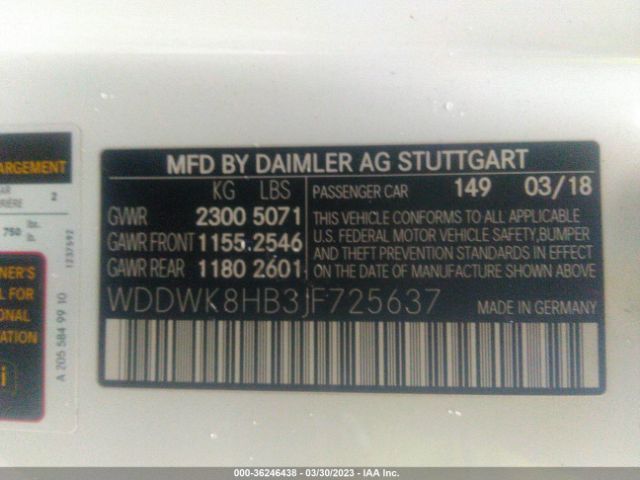 MFD BY DAIMLER AG STUTTGART
KG LBS
GVWR 2300 5071
GAWR FRONT 1155 2546
GAWR REAR 1180 2601
PASSENGER CAR 149 03/18
THIS VEHICLE CONFORMS TO ALL APPLICABLE
U.S. FEDERAL MOTOR VEHICLE SAFETY,BUMPER
AND THEFT PREVENTION STANDARDS IN EFFECT
ON THE DATE OF MANUFACTURE SHOWN ABOVE
WDDWK8HB3JF725637
MADE IN GERMANY
ARGEMENT
2
750
1237592
A 205 584 99 10
NER'S
L FOR
ONAL
000-36246438 - 03/30/2023 - IAA Inc.